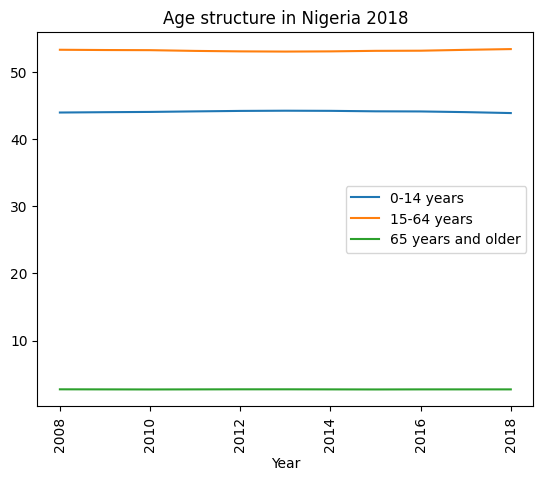 Age structure in Nigeria 2018
50
40
30
20
10
0-14 years
15-64 years
65 years and older
2008
2010
2012
2014
2016
2018
Year